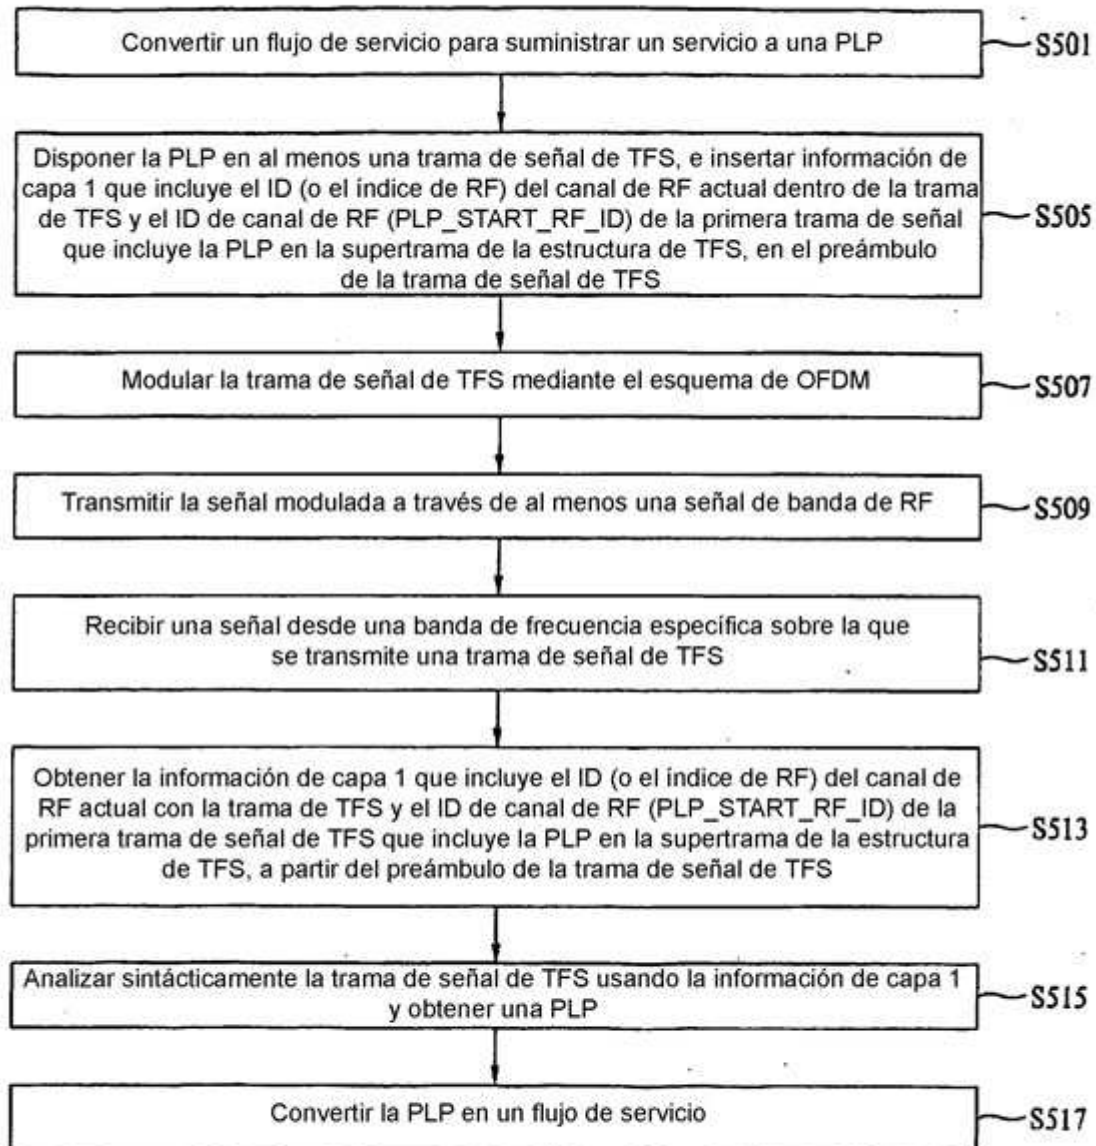 Convertir un flujo de servicio para suministrar un servicio a una PLP
S501
Disponer la PLP en al menos una trama de señal de TFS, e insertar información de
capa 1 que incluye el ID (o el índice de RF) del canal de RF actual dentro de la trama
de TFS y el ID de canal de RF (PLP_START_RF_ID) de la primera trama de señal
que incluye la PLP en la supertrama de la estructura de TFS, en el preámbulo
de la trama de señal de TFS
S505
Modular la trama de señal de TFS mediante el esquema de OFDM
S507
Transmitir la señal modulada a través de al menos una señal de banda de RF
S509
Recibir una señal desde una banda de frecuencia específica sobre la que
se transmite una trama de señal de TFS
S511
Obtener la información de capa 1 que incluye el ID (o el índice de RF) del canal de
RF actual con la trama de TFS y el ID de canal de RF (PLP_START_RF_ID) de la
primera trama de señal de TFS que incluye la PLP en la supertrama de la estructura
de TFS, a partir del preámbulo de la trama de señal de TFS
S513
Analizar sintácticamente la trama de señal de TFS usando la información de capa 1
y obtener una PLP
S515
Convertir la PLP en un flujo de servicio
S517